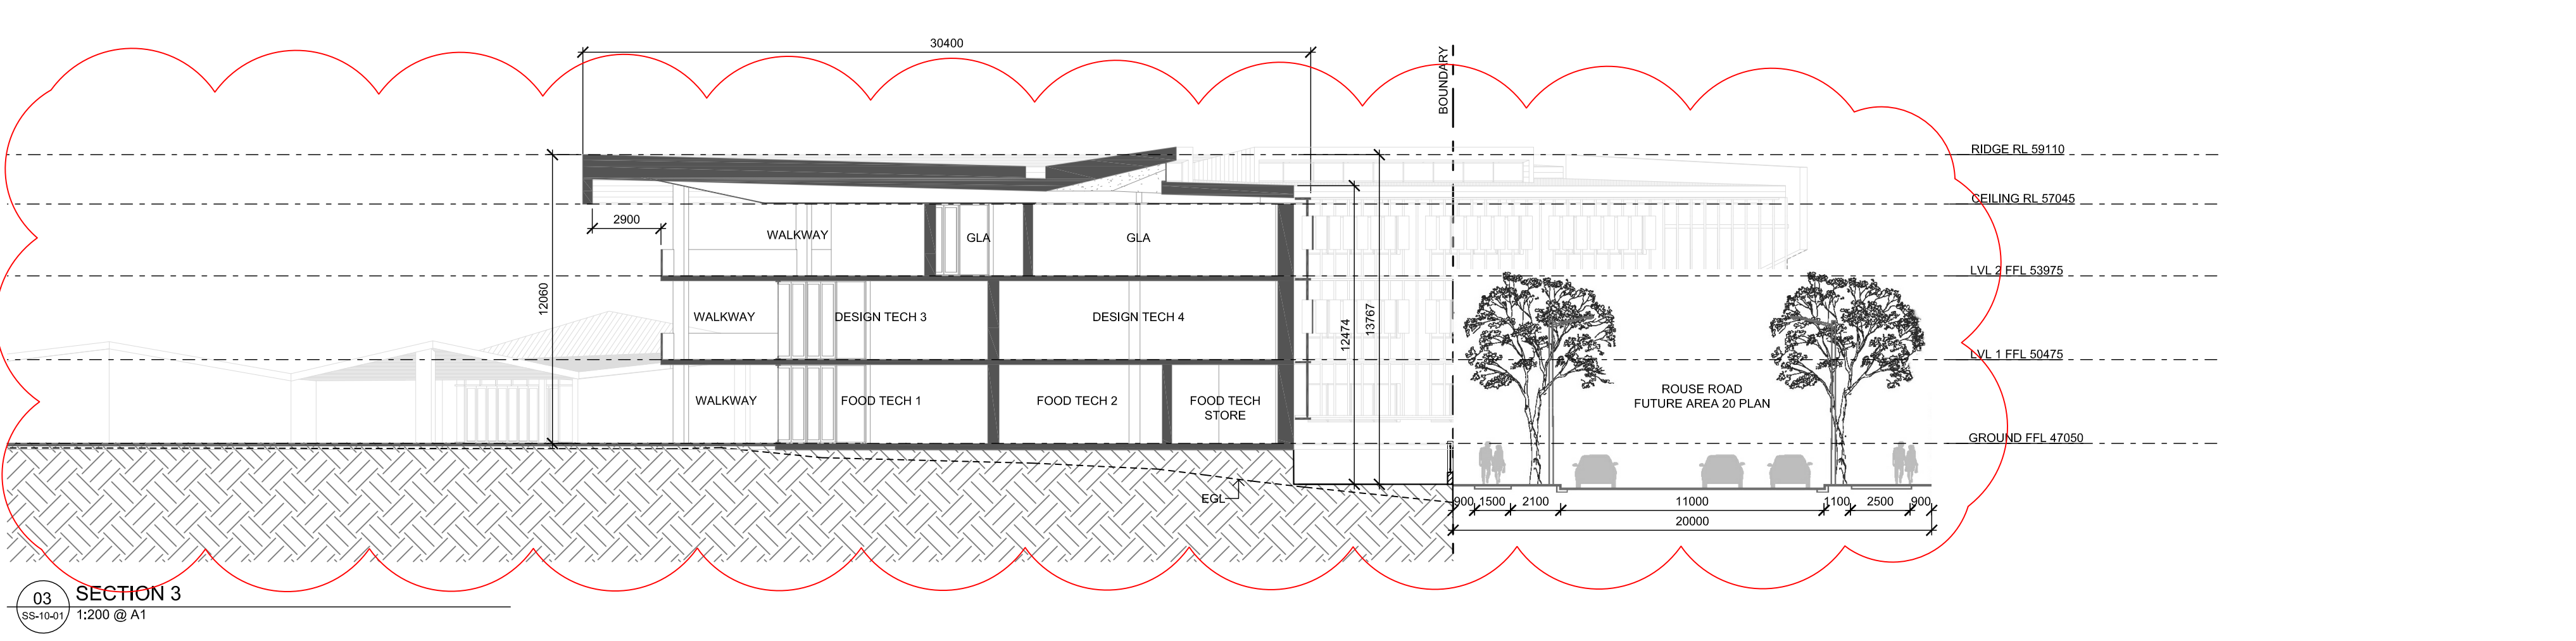 30400
BOUNDARY
RIDGE RL 59110
CEILING RL 57045
2900
WALKWAY
GLA
GLA
LVL 2 FFL 53975
12060
WALKWAY
DESIGN TECH 3
DESIGN TECH 4
12474
13767
LVL 1 FFL 50475
WALKWAY
FOOD TECH 1
FOOD TECH 2
FOOD TECH
STORE
ROUSE ROAD
FUTURE AREA 20 PLAN
GROUND FFL 47050
EGL
900 1500 2100 11000 1100 2500 900
20000
03 SECTION 3
SS-10-01 1:200 @ A1